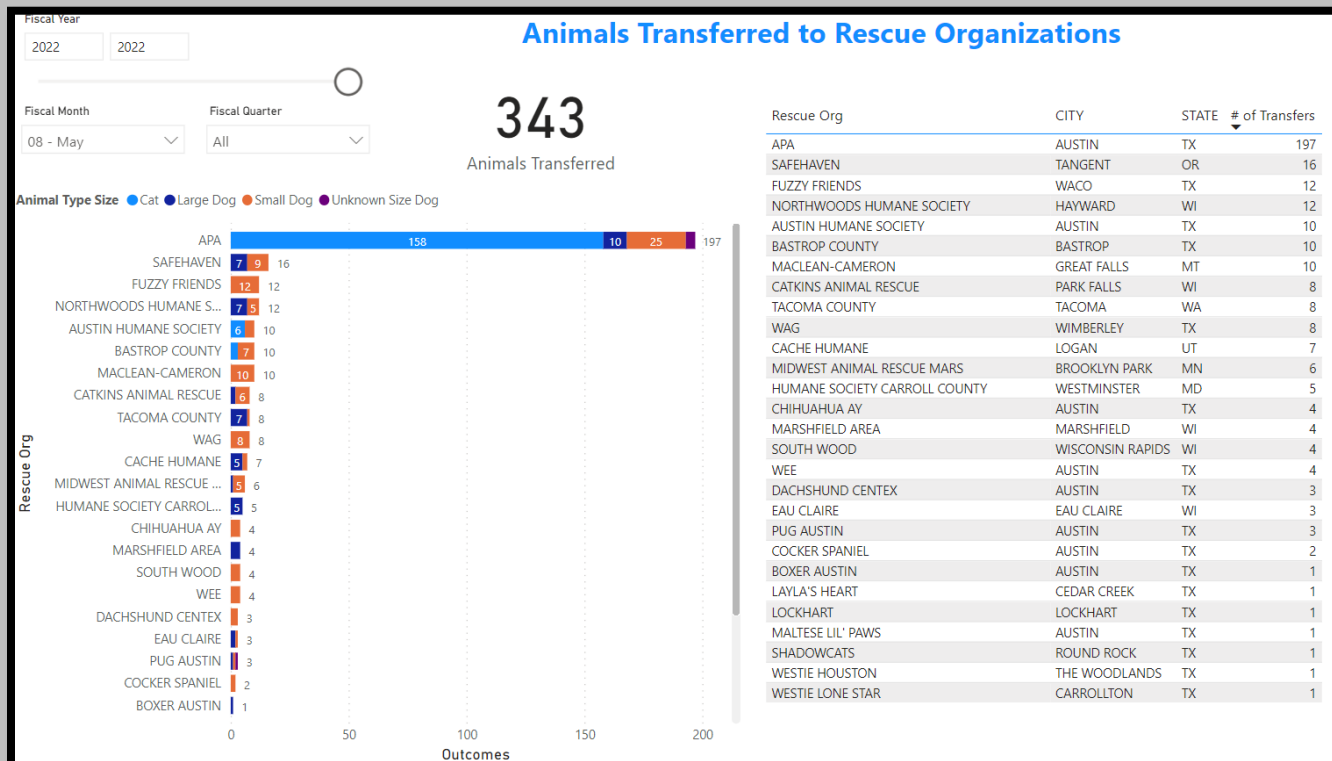 Fiscal Year
2022 2022
Animals Transferred to Rescue Organizations
Fiscal Month Fiscal Quarter
08 - May All
343
Animals Transferred
Animal Type Size Cat Large Dog Small Dog Unknown Size Dog
Rescue Org
APA 158 10 25 197
SAFEHAVEN 7 9 16
FUZZY FRIENDS 12 12
NORTHWOODS HUMANE S... 7 5 12
AUSTIN HUMANE SOCIETY 6 10
BASTROP COUNTY 7 10
MACLEAN-CAMERON 10 10
CATKINS ANIMAL RESCUE 6 8
TACOMA COUNTY 7 8
WAG 8 8
CACHE HUMANE 5 7
MIDWEST ANIMAL RESCUE ... 5 6
HUMANE SOCIETY CARROL... 5 5
CHIHUAHUA AY 4
MARSHFIELD AREA 4
SOUTH WOOD 4
WEE 4
DACHSHUND CENTEX 3
EAU CLAIRE 3
PUG AUSTIN 3
COCKER SPANIEL 2
BOXER AUSTIN 1
0 50 100 150 200
Outcomes
Rescue Org CITY STATE # of Transfers
APA AUSTIN TX 197
SAFEHAVEN TANGENT OR 16
FUZZY FRIENDS WACO TX 12
NORTHWOODS HUMANE SOCIETY HAYWARD WI 12
AUSTIN HUMANE SOCIETY AUSTIN TX 10
BASTROP COUNTY BASTROP TX 10
MACLEAN-CAMERON GREAT FALLS MT 10
CATKINS ANIMAL RESCUE PARK FALLS WI 8
TACOMA COUNTY TACOMA WA 8
WAG WIMBERLEY TX 8
CACHE HUMANE LOGAN UT 7
MIDWEST ANIMAL RESCUE MARS BROOKLYN PARK MN 6
HUMANE SOCIETY CARROLL COUNTY WESTMINSTER MD 5
CHIHUAHUA AY AUSTIN TX 4
MARSHFIELD AREA MARSHFIELD WI 4
SOUTH WOOD WISCONSIN RAPIDS WI 4
WEE AUSTIN TX 4
DACHSHUND CENTEX AUSTIN TX 3
EAU CLAIRE EAU CLAIRE WI 3
PUG AUSTIN AUSTIN TX 3
COCKER SPANIEL AUSTIN TX 2
BOXER AUSTIN AUSTIN TX 1
LAYLA'S HEART CEDAR CREEK TX 1
LOCKHART LOCKHART TX 1
MALTESE LIL' PAWS AUSTIN TX 1
SHADOWCATS ROUND ROCK TX 1
WESTIE HOUSTON THE WOODLANDS TX 1
WESTIE LONE STAR CARROLLTON TX 1